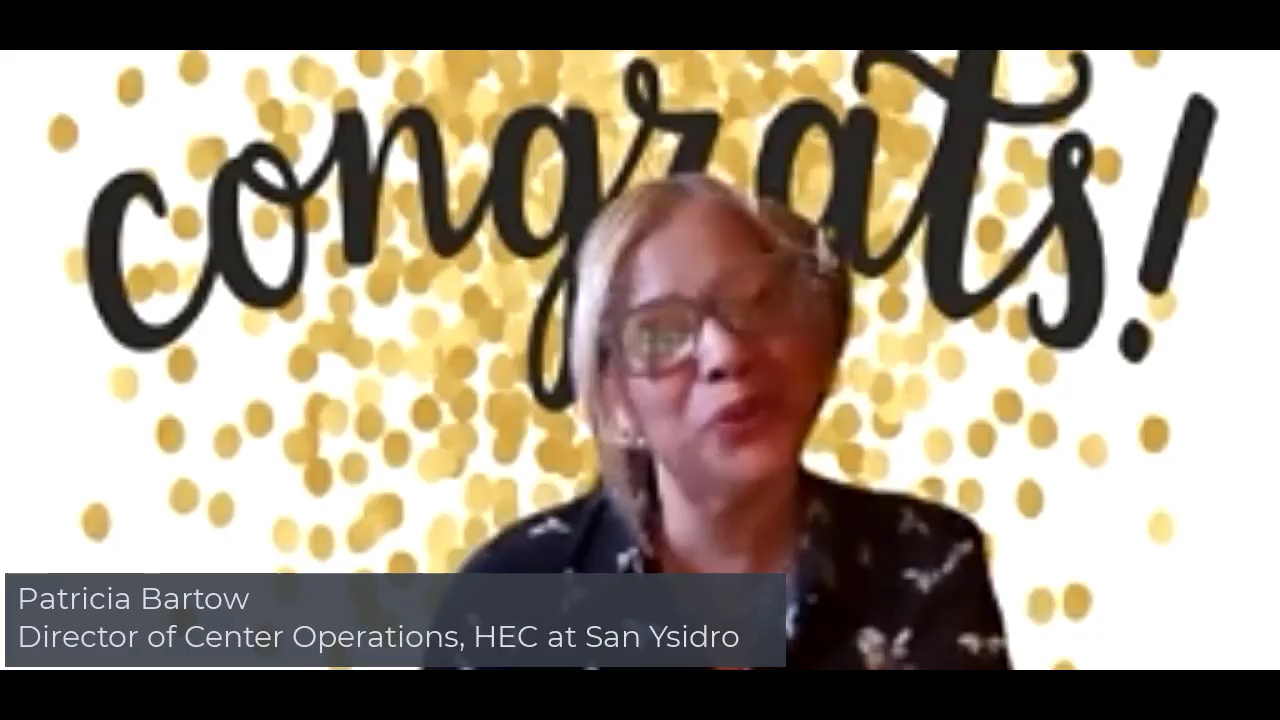 congrats!
Patricia Bartow
Director of Center Operations, HEC at San Ysidro